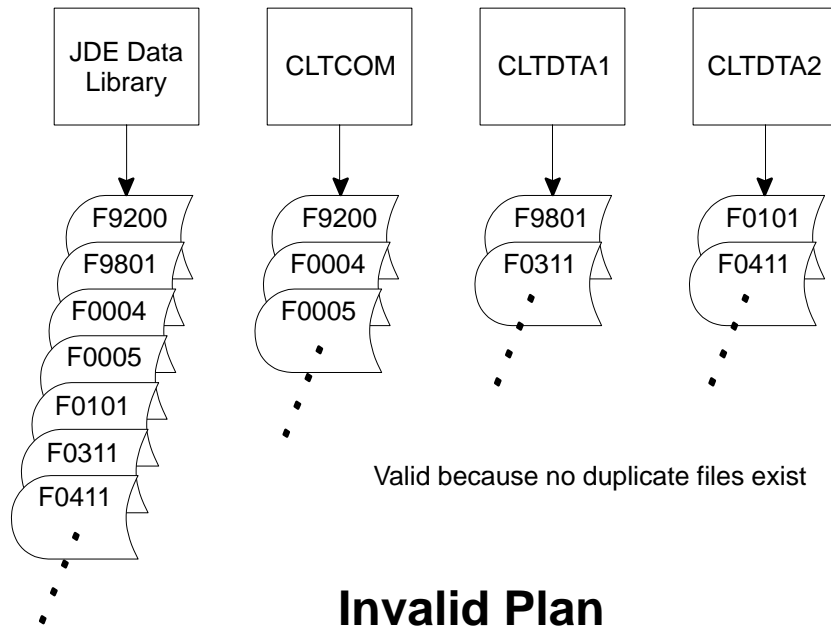 JDE Data
Library
CLTCOM
CLTDTA1
CLTDTA2
F9200
F9801
F0004
F0005
F0101
F0311
F0411
F9200
F0004
F0005
F9801
F0311
F0101
F0411
Valid because no duplicate files exist
Invalid Plan